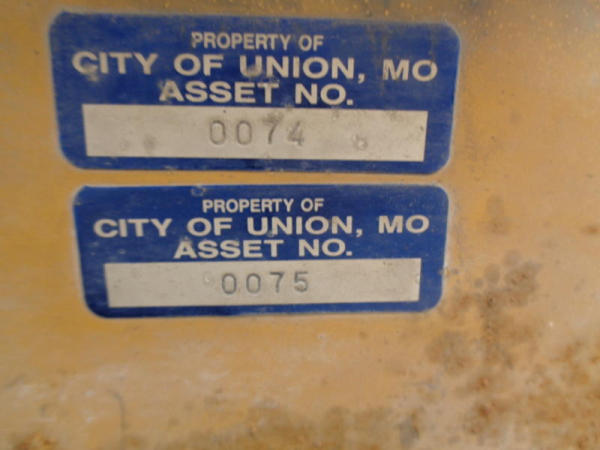 PROPERTY OF
CITY OF UNION, MO
ASSET NO.
0074
PROPERTY OF
CITY OF UNION, MO
ASSET NO.
0075